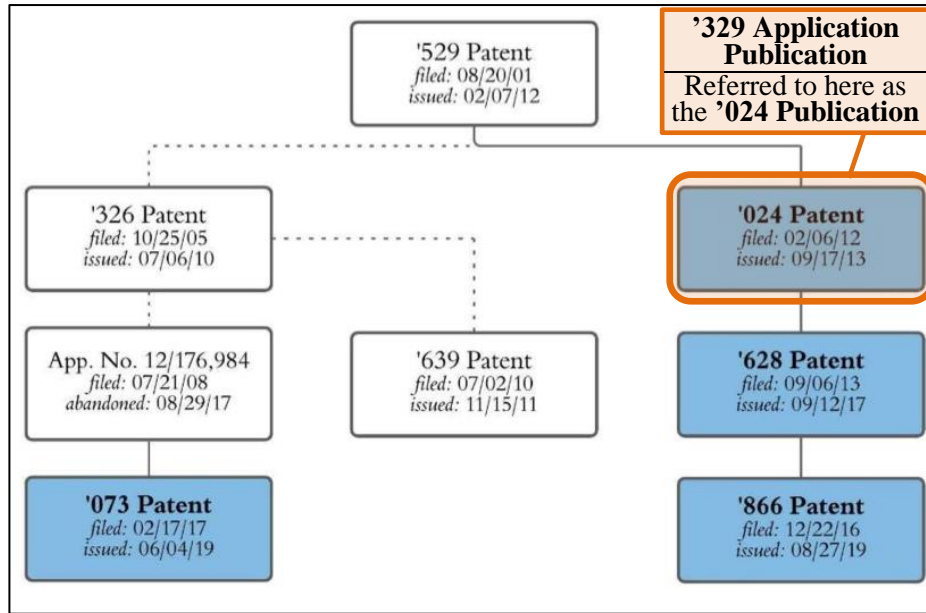 '529 Patent
filed: 08/20/01
issued: 02/07/12
’329 Application
Publication
Referred to here as
the ’024 Publication
'326 Patent
filed: 10/25/05
issued: 07/06/10
'024 Patent
filed: 02/06/12
issued: 09/17/13
App. No. 12/176,984
filed: 07/21/08
abandoned: 08/29/17
'639 Patent
filed: 07/02/10
issued: 11/15/11
'628 Patent
filed: 09/06/13
issued: 09/12/17
'073 Patent
filed: 02/17/17
issued: 06/04/19
'866 Patent
filed: 12/22/16
issued: 08/27/19